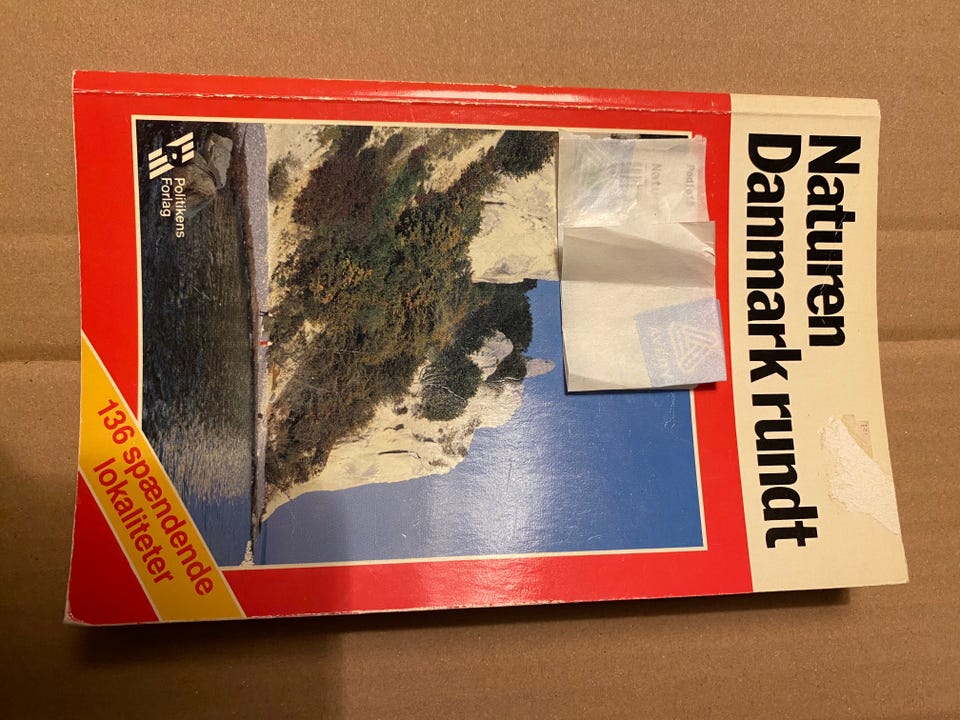 Naturen
Danmark rundt
136 spændende
lokaliteter
Politikens
Forlag